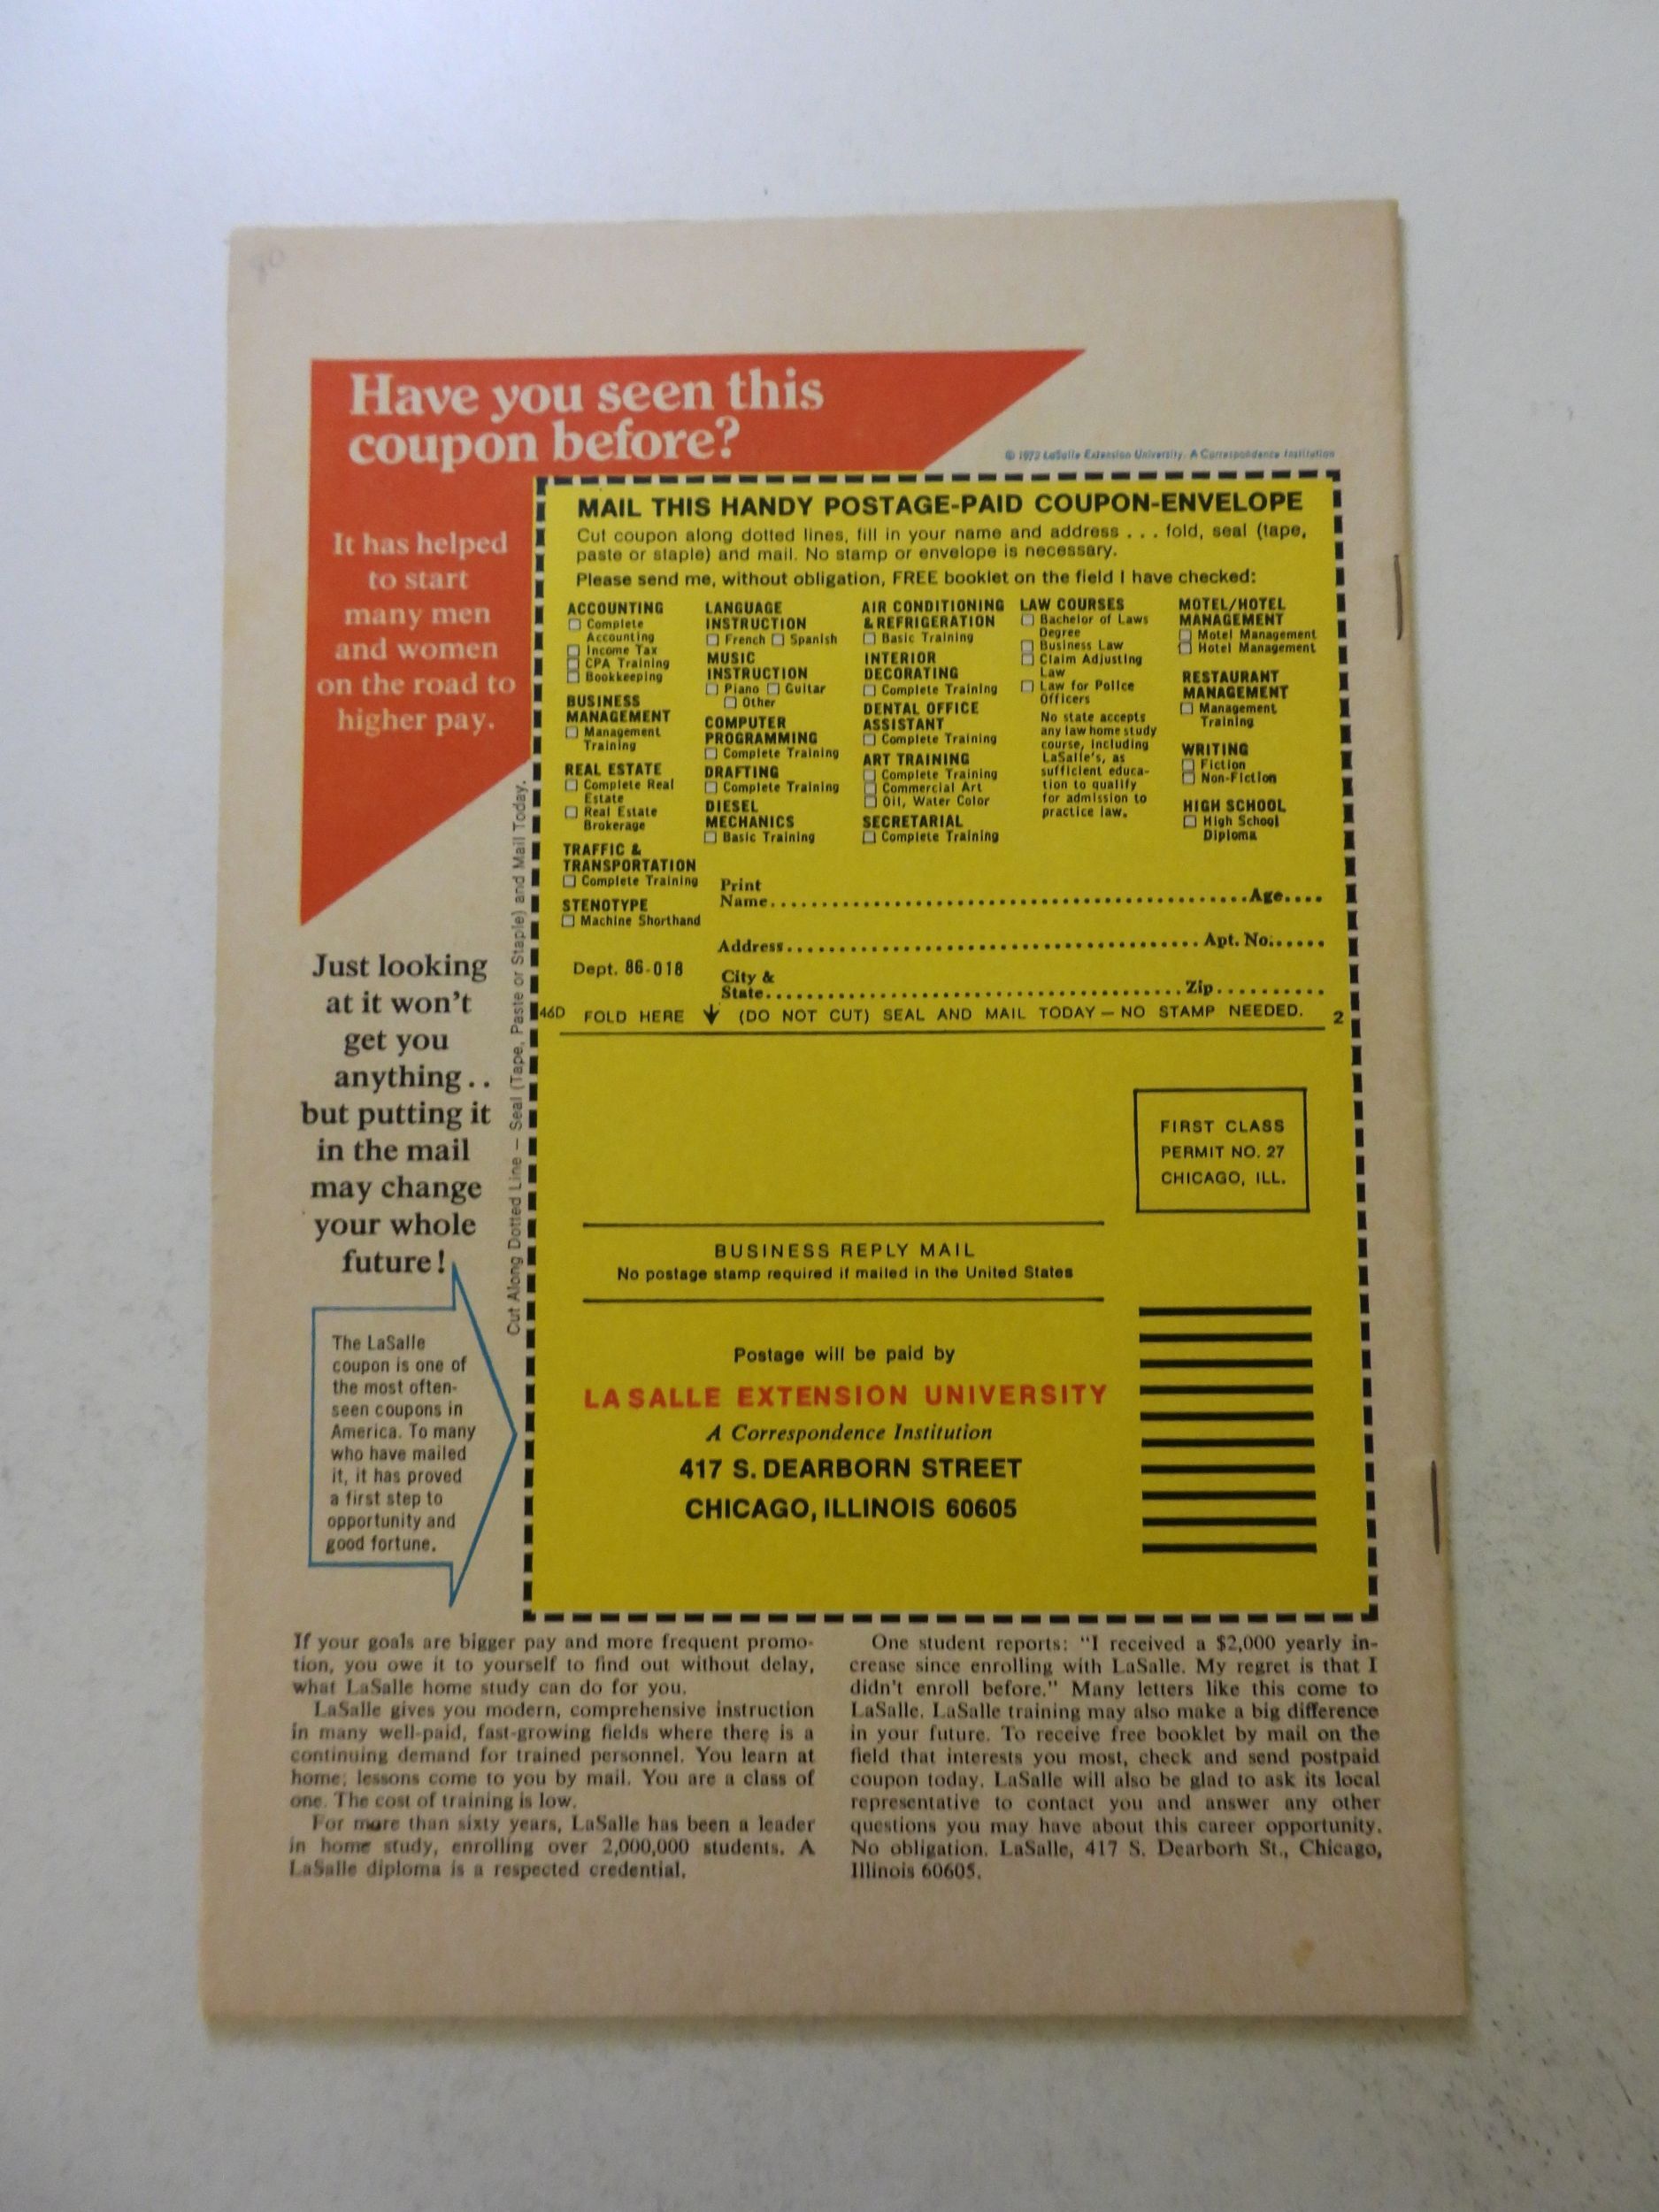 80
Have you seen this
coupon before?
© 1972 LaSalle Extension University. A Correspondence Institution
It has helped
to start
many men
and women
on the road to
higher pay.
Just looking
at it won't
get you
anything . .
but putting it
in the mail
may change
your whole
future!
The LaSalle
coupon is one of
the most often-
seen coupons in
America. To many
who have mailed
it, it has proved
a first step to
opportunity and
good fortune.
Cut Along Dotted Line — Seal (Tape, Paste or Staple) and Mail Today.
MAIL THIS HANDY POSTAGE-PAID COUPON-ENVELOPE
Cut coupon along dotted lines, fill in your name and address . . . fold, seal (tape,
paste or staple) and mail. No stamp or envelope is necessary.
Please send me, without obligation, FREE booklet on the field I have checked:
ACCOUNTING
Complete
Accounting
Income Tax
CPA Training
Bookkeeping
BUSINESS
MANAGEMENT
Management
Training
REAL ESTATE
Complete Real
Estate
Real Estate
Brokerage
TRAFFIC &
TRANSPORTATION
Complete Training
STENOTYPE
Machine Shorthand
LANGUAGE
INSTRUCTION
French Spanish
MUSIC
INSTRUCTION
Piano Guitar
Other
COMPUTER
PROGRAMMING
Complete Training
DRAFTING
Complete Training
DIESEL
MECHANICS
Basic Training
AIR CONDITIONING
& REFRIGERATION
Basic Training
INTERIOR
DECORATING
Complete Training
DENTAL OFFICE
ASSISTANT
Complete Training
ART TRAINING
Complete Training
Commercial Art
Oil, Water Color
SECRETARIAL
Complete Training
LAW COURSES
Bachelor of Laws
Degree
Business Law
Claim Adjusting
Law
Law for Police
Officers
No state accepts
any law home study
course, including
LaSalle's, as
sufficient educa-
tion to qualify
for admission to
practice law.
MOTEL/HOTEL
MANAGEMENT
Motel Management
Hotel Management
RESTAURANT
MANAGEMENT
Management
Training
WRITING
Fiction
Non-Fiction
HIGH SCHOOL
High School
Diploma
Print
Name Age
Address Apt. No.
Dept. 86-018
City &
State Zip
46D FOLD HERE (DO NOT CUT) SEAL AND MAIL TODAY — NO STAMP NEEDED. 2
FIRST CLASS
PERMIT NO. 27
CHICAGO, ILL.
BUSINESS REPLY MAIL
No postage stamp required if mailed in the United States
Postage will be paid by
LA SALLE EXTENSION UNIVERSITY
A Correspondence Institution
417 S. DEARBORN STREET
CHICAGO, ILLINOIS 60605
If your goals are bigger pay and more frequent promo-
tion, you owe it to yourself to find out without delay,
what LaSalle home study can do for you.
LaSalle gives you modern, comprehensive instruction
in many well-paid, fast-growing fields where there is a
continuing demand for trained personnel. You learn at
home; lessons come to you by mail. You are a class of
one. The cost of training is low.
For more than sixty years, LaSalle has been a leader
in home study, enrolling over 2,000,000 students. A
LaSalle diploma is a respected credential.
One student reports: "I received a $2,000 yearly in-
crease since enrolling with LaSalle. My regret is that I
didn't enroll before." Many letters like this come to
LaSalle. LaSalle training may also make a big difference
in your future. To receive free booklet by mail on the
field that interests you most, check and send postpaid
coupon today. LaSalle will also be glad to ask its local
representative to contact you and answer any other
questions you may have about this career opportunity.
No obligation. LaSalle, 417 S. Dearborn St., Chicago,
Illinois 60605.